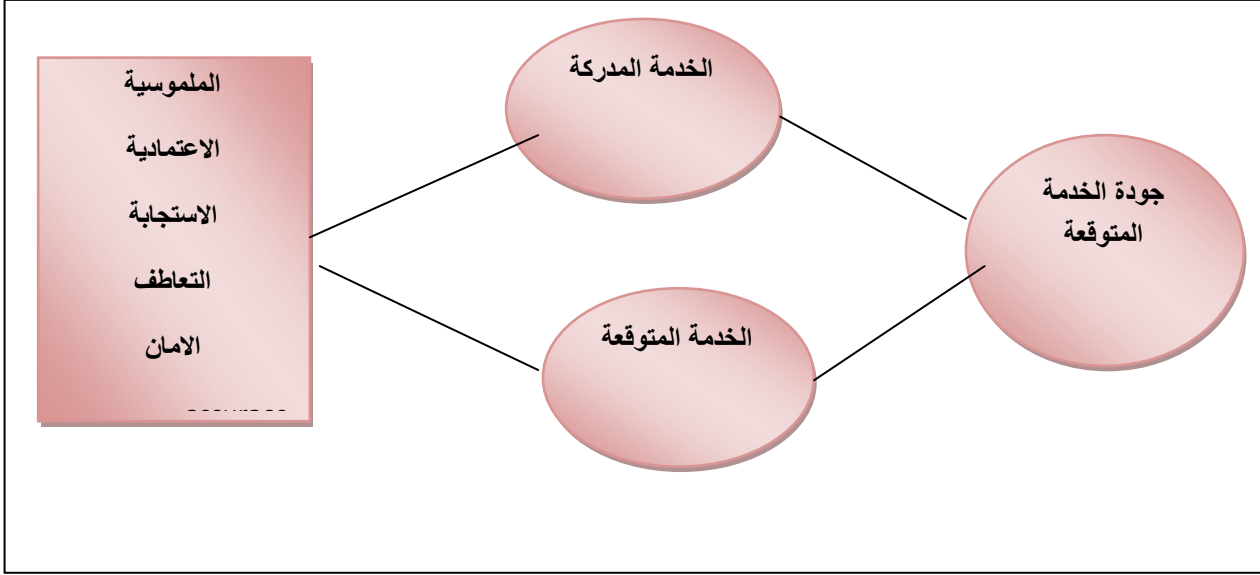 الملموسية
الاعتمادية
الاستجابة
التعاطف
الامان
الخدمة المدركة
الخدمة المتوقعة
جودة الخدمة
المتوقعة